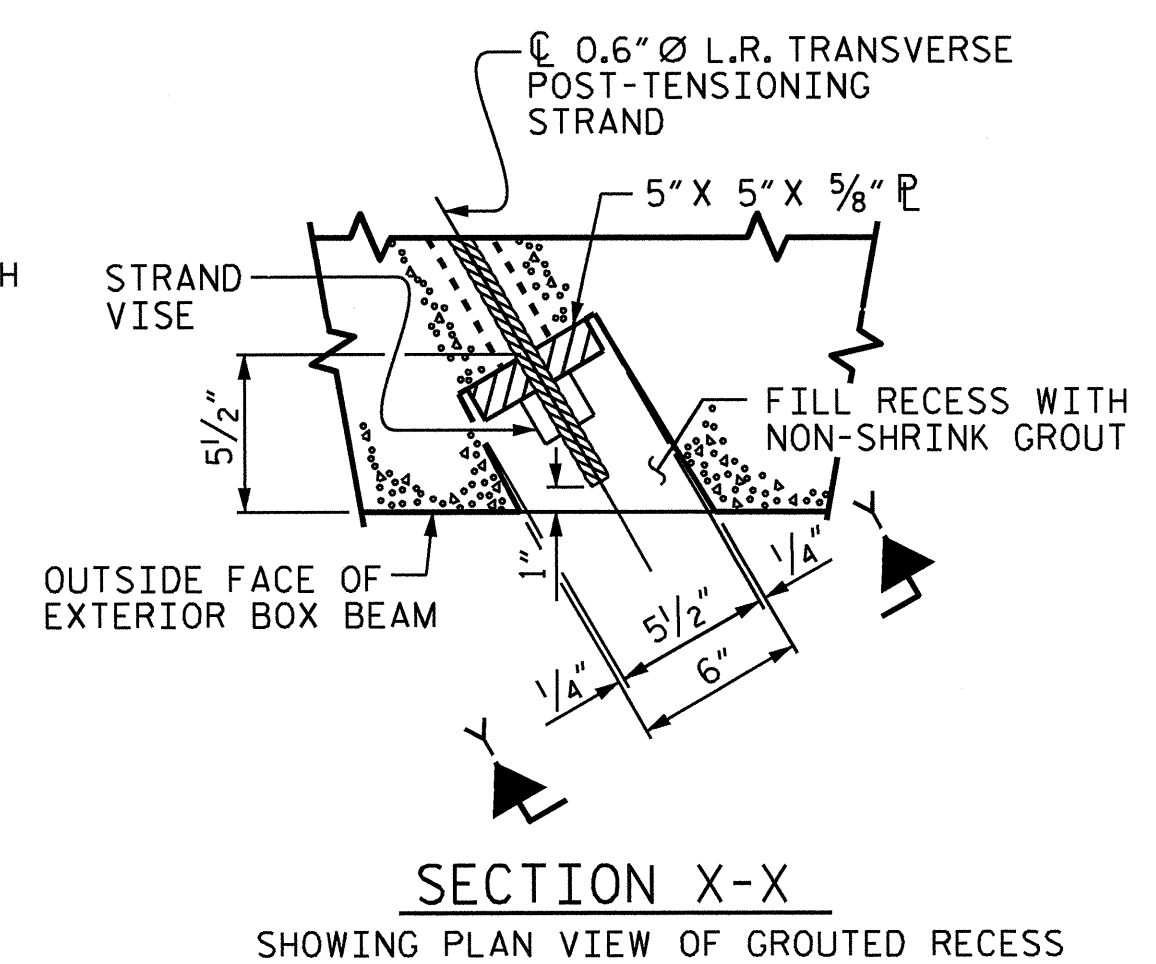 ℄ 0.6" Ø L.R. TRANSVERSE
POST-TENSIONING
STRAND
5" X 5" X 5/8" ⅊
H
STRAND
VISE
5 1/2"
FILL RECESS WITH
NON-SHRINK GROUT
Y
1"
1/4"
OUTSIDE FACE OF
EXTERIOR BOX BEAM
5 1/2"
6"
1/4"
Y
SECTION X-X
SHOWING PLAN VIEW OF GROUTED RECESS